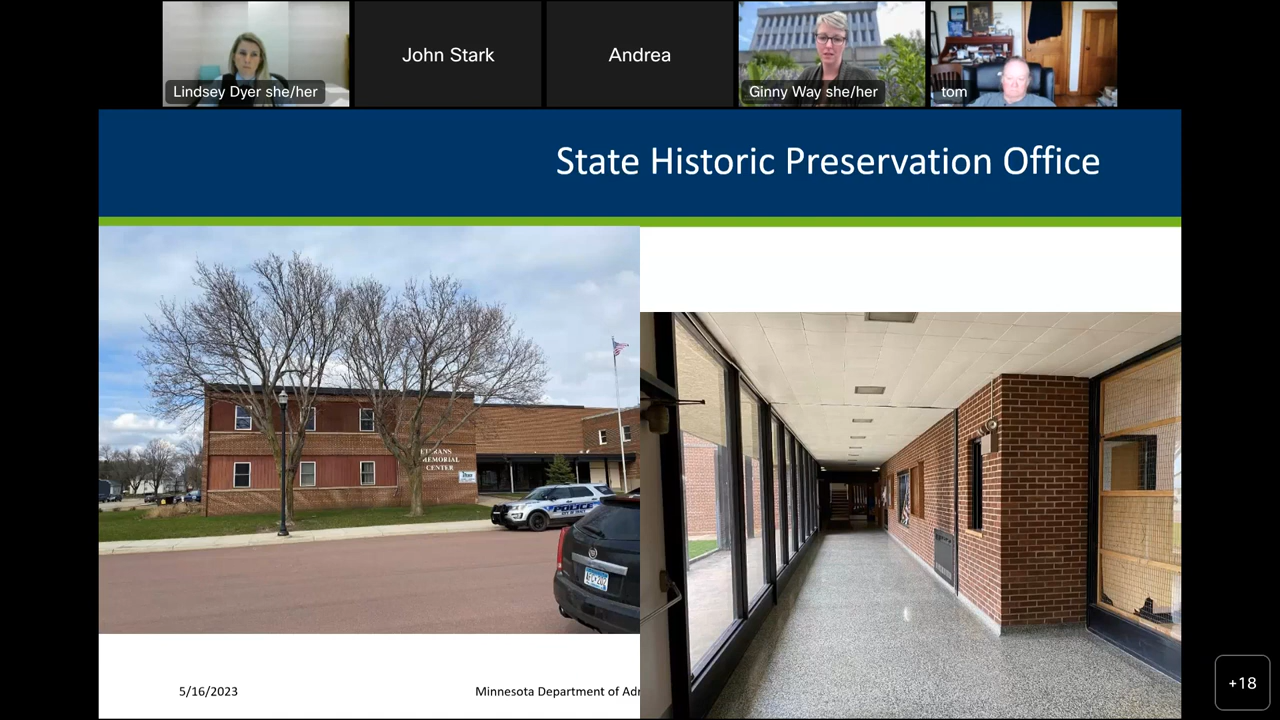 Lindsey Dyer she/her
John Stark
Andrea
Ginny Way she/her
tom
State Historic Preservation Office
MEMORIAL
CENTER
POLICE
5/16/2023
Minnesota Department of Adr
+18